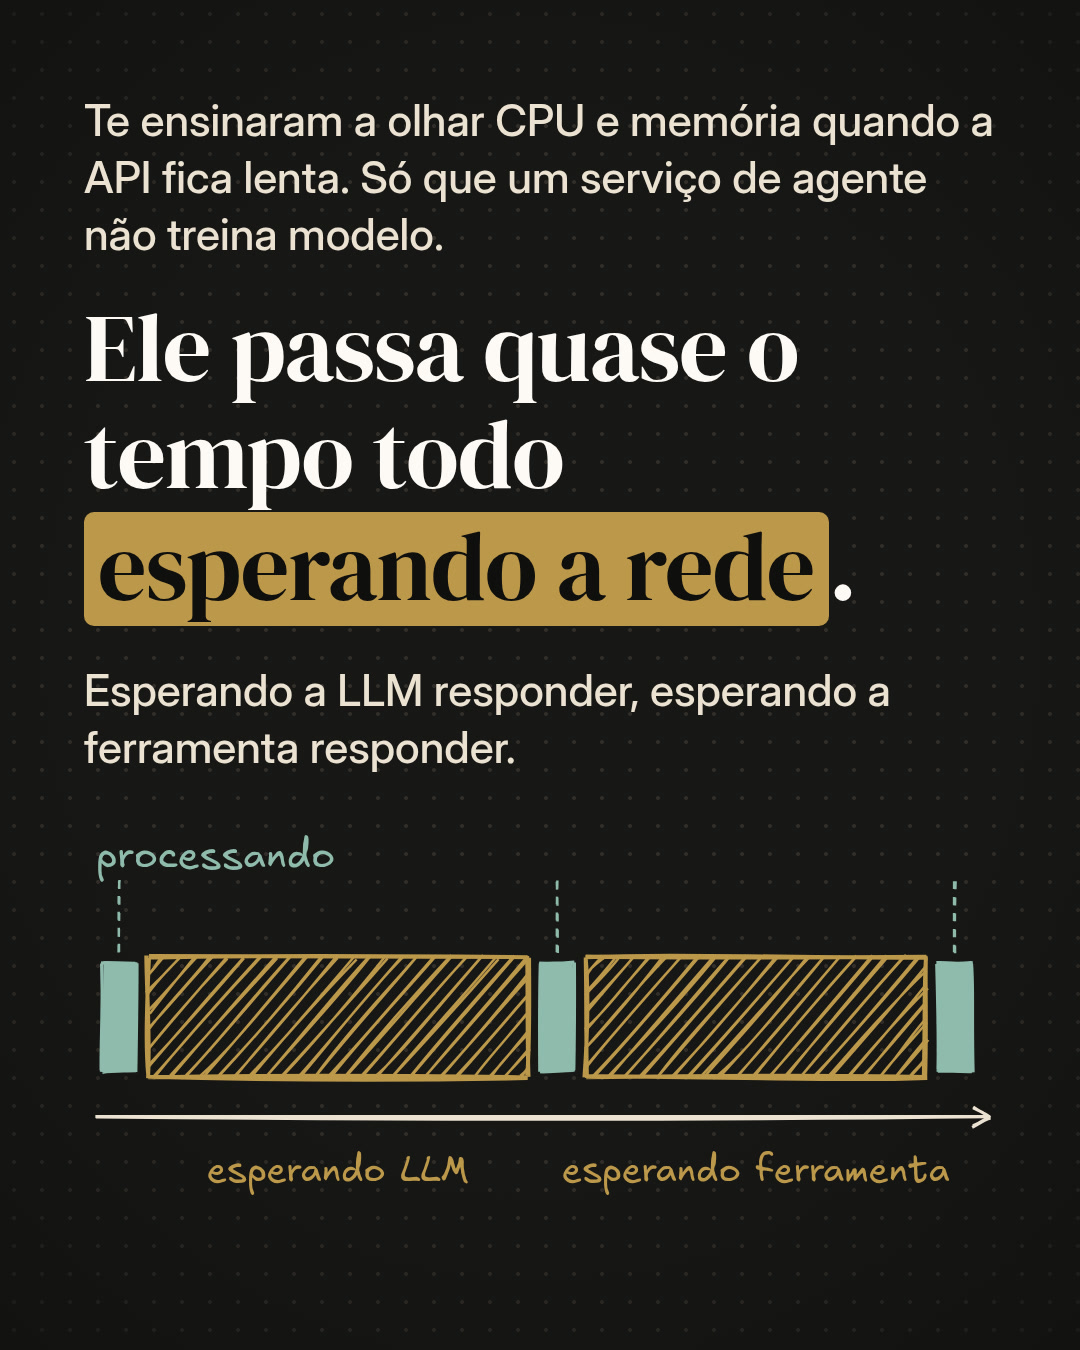 Te ensinaram a olhar CPU e memória quando a
API fica lenta. Só que um serviço de agente
não treina modelo.
Ele passa quase o
tempo todo
esperando a rede.
Esperando a LLM responder, esperando a
ferramenta responder.
processando
esperando LLM
esperando ferramenta